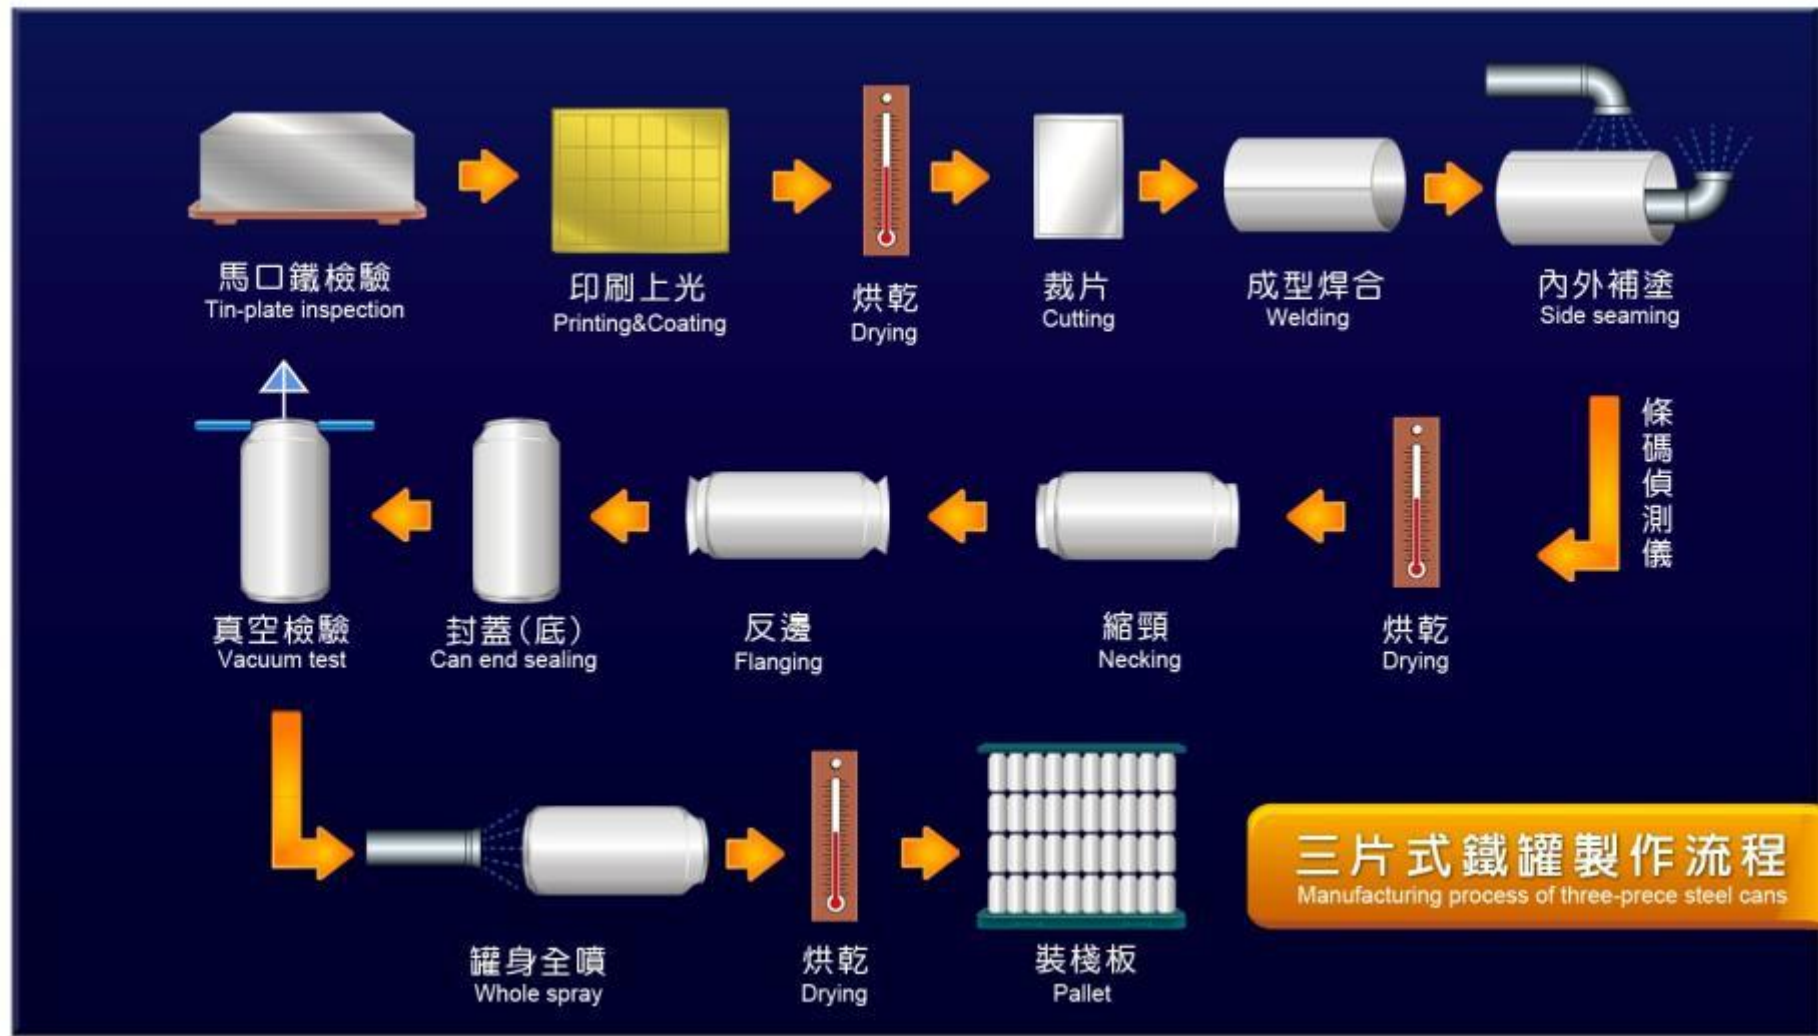 馬口鐵檢驗
Tin-plate inspection
印刷上光
Printing&Coating
烘乾
Drying
裁片
Cutting
成型焊合
Welding
內外補塗
Side seaming
條碼偵測儀
烘乾
Drying
縮頸
Necking
反邊
Flanging
封蓋(底)
Can end sealing
真空檢驗
Vacuum test
罐身全噴
Whole spray
烘乾
Drying
裝棧板
Pallet
三片式鐵罐製作流程
Manufacturing process of three-prece steel cans